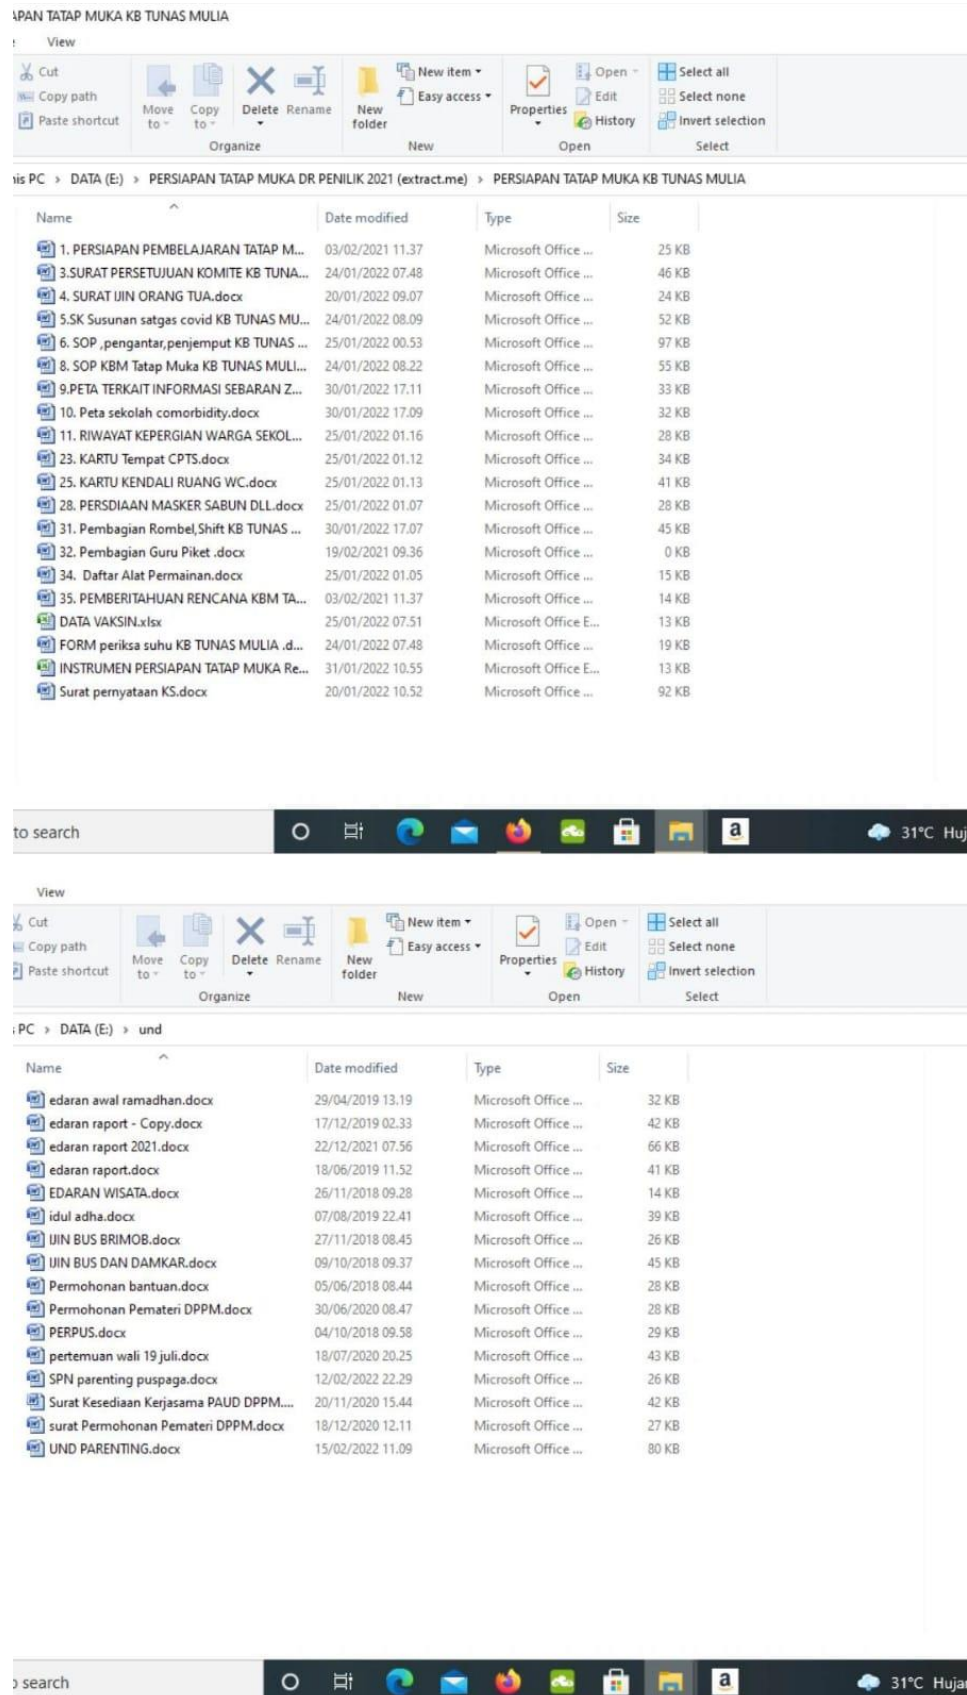 APAN TATAP MUKA KB TUNAS MULIA
View
Cut
Copy path
Paste shortcut
Move to
Copy to
Delete
Rename
New folder
New item
Easy access
Properties
Open
Edit
History
Select all
Select none
Invert selection
Organize
New
Open
Select
his PC > DATA (E:) > PERSIAPAN TATAP MUKA DR PENILIK 2021 (extract.me) > PERSIAPAN TATAP MUKA KB TUNAS MULIA
Name Date modified Type Size
1. PERSIAPAN PEMBELAJARAN TATAP M... 03/02/2021 11.37 Microsoft Office ... 25 KB
3.SURAT PERSETUJUAN KOMITE KB TUNA... 24/01/2022 07.48 Microsoft Office ... 46 KB
4. SURAT IJIN ORANG TUA.docx 20/01/2022 09.07 Microsoft Office ... 24 KB
5.SK Susunan satgas covid KB TUNAS MU... 24/01/2022 08.09 Microsoft Office ... 52 KB
6. SOP ,pengantar,penjemput KB TUNAS ... 25/01/2022 00.53 Microsoft Office ... 97 KB
8. SOP KBM Tatap Muka KB TUNAS MULI... 24/01/2022 08.22 Microsoft Office ... 55 KB
9.PETA TERKAIT INFORMASI SEBARAN Z... 30/01/2022 17.11 Microsoft Office ... 33 KB
10. Peta sekolah comorbidity.docx 30/01/2022 17.09 Microsoft Office ... 32 KB
11. RIWAYAT KEPERGIAN WARGA SEKOL... 25/01/2022 01.16 Microsoft Office ... 28 KB
23. KARTU Tempat CPTS.docx 25/01/2022 01.12 Microsoft Office ... 34 KB
25. KARTU KENDALI RUANG WC.docx 25/01/2022 01.13 Microsoft Office ... 41 KB
28. PERSDIAAN MASKER SABUN DLL.docx 25/01/2022 01.07 Microsoft Office ... 28 KB
31. Pembagian Rombel,Shift KB TUNAS ... 30/01/2022 17.07 Microsoft Office ... 45 KB
32. Pembagian Guru Piket .docx 19/02/2021 09.36 Microsoft Office ... 0 KB
34. Daftar Alat Permainan.docx 25/01/2022 01.05 Microsoft Office ... 15 KB
35. PEMBERITAHUAN RENCANA KBM TA... 03/02/2021 11.37 Microsoft Office ... 14 KB
DATA VAKSIN.xlsx 25/01/2022 07.51 Microsoft Office E... 13 KB
FORM periksa suhu KB TUNAS MULIA .d... 24/01/2022 07.48 Microsoft Office ... 19 KB
INSTRUMEN PERSIAPAN TATAP MUKA Re... 31/01/2022 10.55 Microsoft Office E... 13 KB
Surat pernyataan KS.docx 20/01/2022 10.52 Microsoft Office ... 92 KB
to search
a
31°C Huj
View
Cut
Copy path
Paste shortcut
Move to
Copy to
Delete
Rename
New folder
New item
Easy access
Properties
Open
Edit
History
Select all
Select none
Invert selection
Organize
New
Open
Select
PC > DATA (E:) > und
Name Date modified Type Size
edaran awal ramadhan.docx 29/04/2019 13.19 Microsoft Office ... 32 KB
edaran raport - Copy.docx 17/12/2019 02.33 Microsoft Office ... 42 KB
edaran raport 2021.docx 22/12/2021 07.56 Microsoft Office ... 66 KB
edaran raport.docx 18/06/2019 11.52 Microsoft Office ... 41 KB
EDARAN WISATA.docx 26/11/2018 09.28 Microsoft Office ... 14 KB
idul adha.docx 07/08/2019 22.41 Microsoft Office ... 39 KB
IJIN BUS BRIMOB.docx 27/11/2018 08.45 Microsoft Office ... 26 KB
IJIN BUS DAN DAMKAR.docx 09/10/2018 09.37 Microsoft Office ... 45 KB
Permohonan bantuan.docx 05/06/2018 08.44 Microsoft Office ... 28 KB
Permohonan Pemateri DPPM.docx 30/06/2020 08.47 Microsoft Office ... 28 KB
PERPUS.docx 04/10/2018 09.58 Microsoft Office ... 29 KB
pertemuan wali 19 juli.docx 18/07/2020 20.25 Microsoft Office ... 43 KB
SPN parenting puspaga.docx 12/02/2022 22.29 Microsoft Office ... 26 KB
Surat Kesediaan Kerjasama PAUD DPPM.... 20/11/2020 15.44 Microsoft Office ... 42 KB
surat Permohonan Pemateri DPPM.docx 18/12/2020 12.11 Microsoft Office ... 27 KB
UND PARENTING.docx 15/02/2022 11.09 Microsoft Office ... 80 KB
o search
a
31°C Hujan